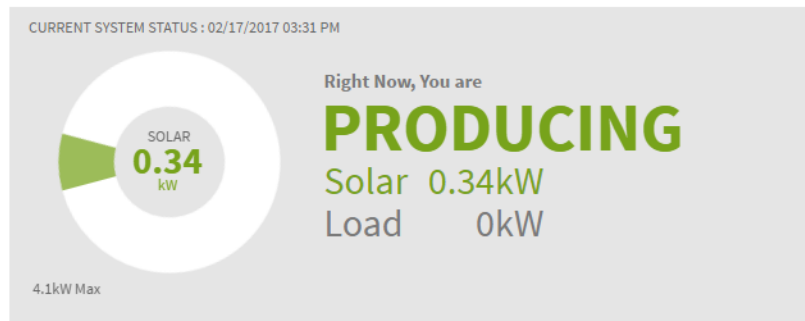 CURRENT SYSTEM STATUS : 02/17/2017 03:31 PM
SOLAR
0.34
kW
Right Now, You are
PRODUCING
Solar 0.34kW
Load 0kW
4.1kW Max